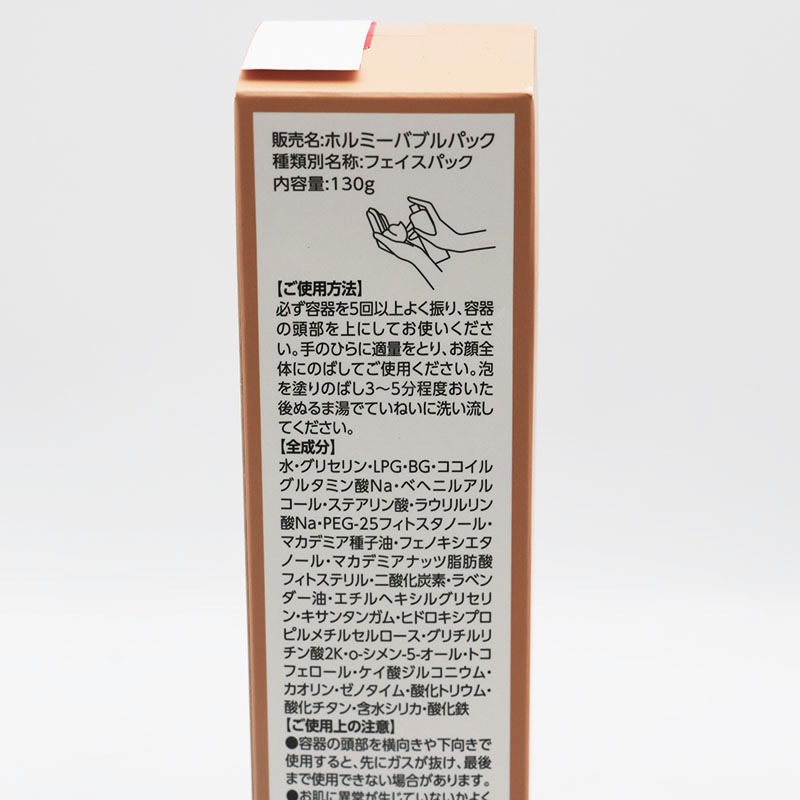 販売名:ホルミーバブルパック
種類別名称:フェイスパック
内容量:130g
【ご使用方法】
必ず容器を5回以上よく振り、容器
の頭部を上にしてお使いくださ
い。手のひらに適量をとり、お顔全
体にのばしてご使用ください。泡
を塗りのばし3〜5分程度おいた
後ぬるま湯でていねいに洗い流し
てください。
【全成分】
水・グリセリン・LPG・BG・ココイル
グルタミン酸Na・ベヘニルアル
コール・ステアリン酸・ラウリルリン
酸Na・PEG-25フィトスタノール・
マカデミア種子油・フェノキシエタ
ノール・マカデミアナッツ脂肪酸
フィトステリル・二酸化炭素・ラベン
ダー油・エチルヘキシルグリセリ
ン・キサンタンガム・ヒドロキシプロ
ピルメチルセルロース・グリチルリ
チン酸2K・o-シメン-5-オール・トコ
フェロール・ケイ酸ジルコニウム・
カオリン・ゼノタイム・酸化トリウム・
酸化チタン・含水シリカ・酸化鉄
【ご使用上の注意】
●容器の頭部を横向きや下向きで
使用すると、先にガスが抜け、最後
まで使用できない場合があります。
●お肌に異常が生じていないかよく